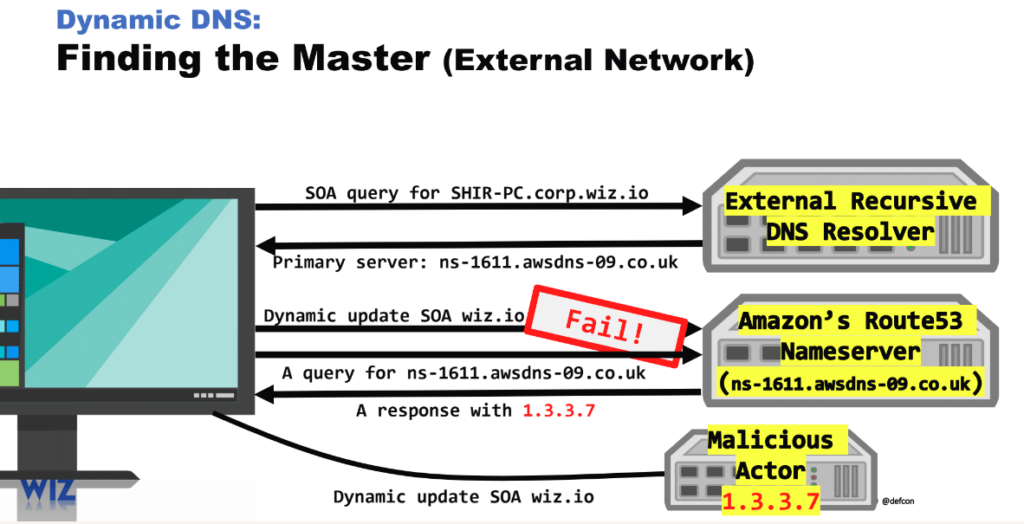 Dynamic DNS:
Finding the Master (External Network)
SOA query for SHIR-PC.corp.wiz.io
External Recursive
DNS Resolver
Primary server: ns-1611.awsdns-09.co.uk
Dynamic update SOA wiz.io
Fail!
Amazon’s Route53
Nameserver
(ns-1611.awsdns-09.co.uk)
A query for ns-1611.awsdns-09.co.uk
A response with 1.3.3.7
Malicious
Actor
1.3.3.7
Dynamic update SOA wiz.io
WIZ
@defcon